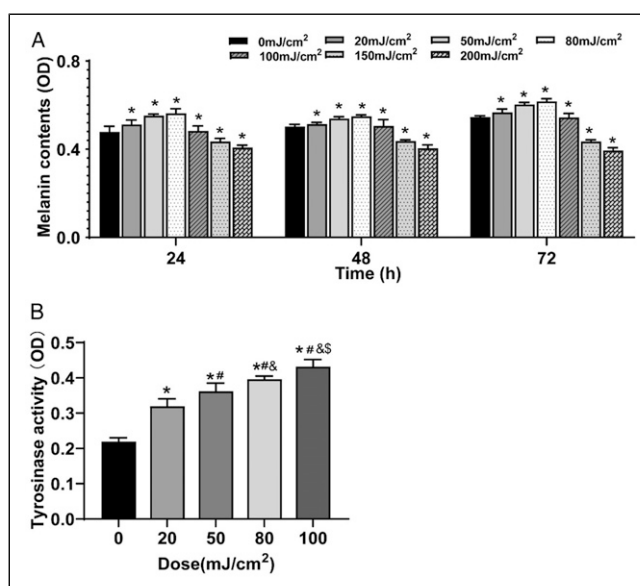 A
0mJ/cm² 20mJ/cm² 50mJ/cm² 80mJ/cm²
100mJ/cm² 150mJ/cm² 200mJ/cm²
Melanin contents (OD)
0.8
0.4
0.0
* * * * * *
* * * * * *
* * * * * *
24 48 72
Time (h)
B
Tyrosinase activity (OD)
0.5
0.4
0.3
0.2
0.1
0.0
* *# *#& *#&$
0 20 50 80 100
Dose(mJ/cm²)